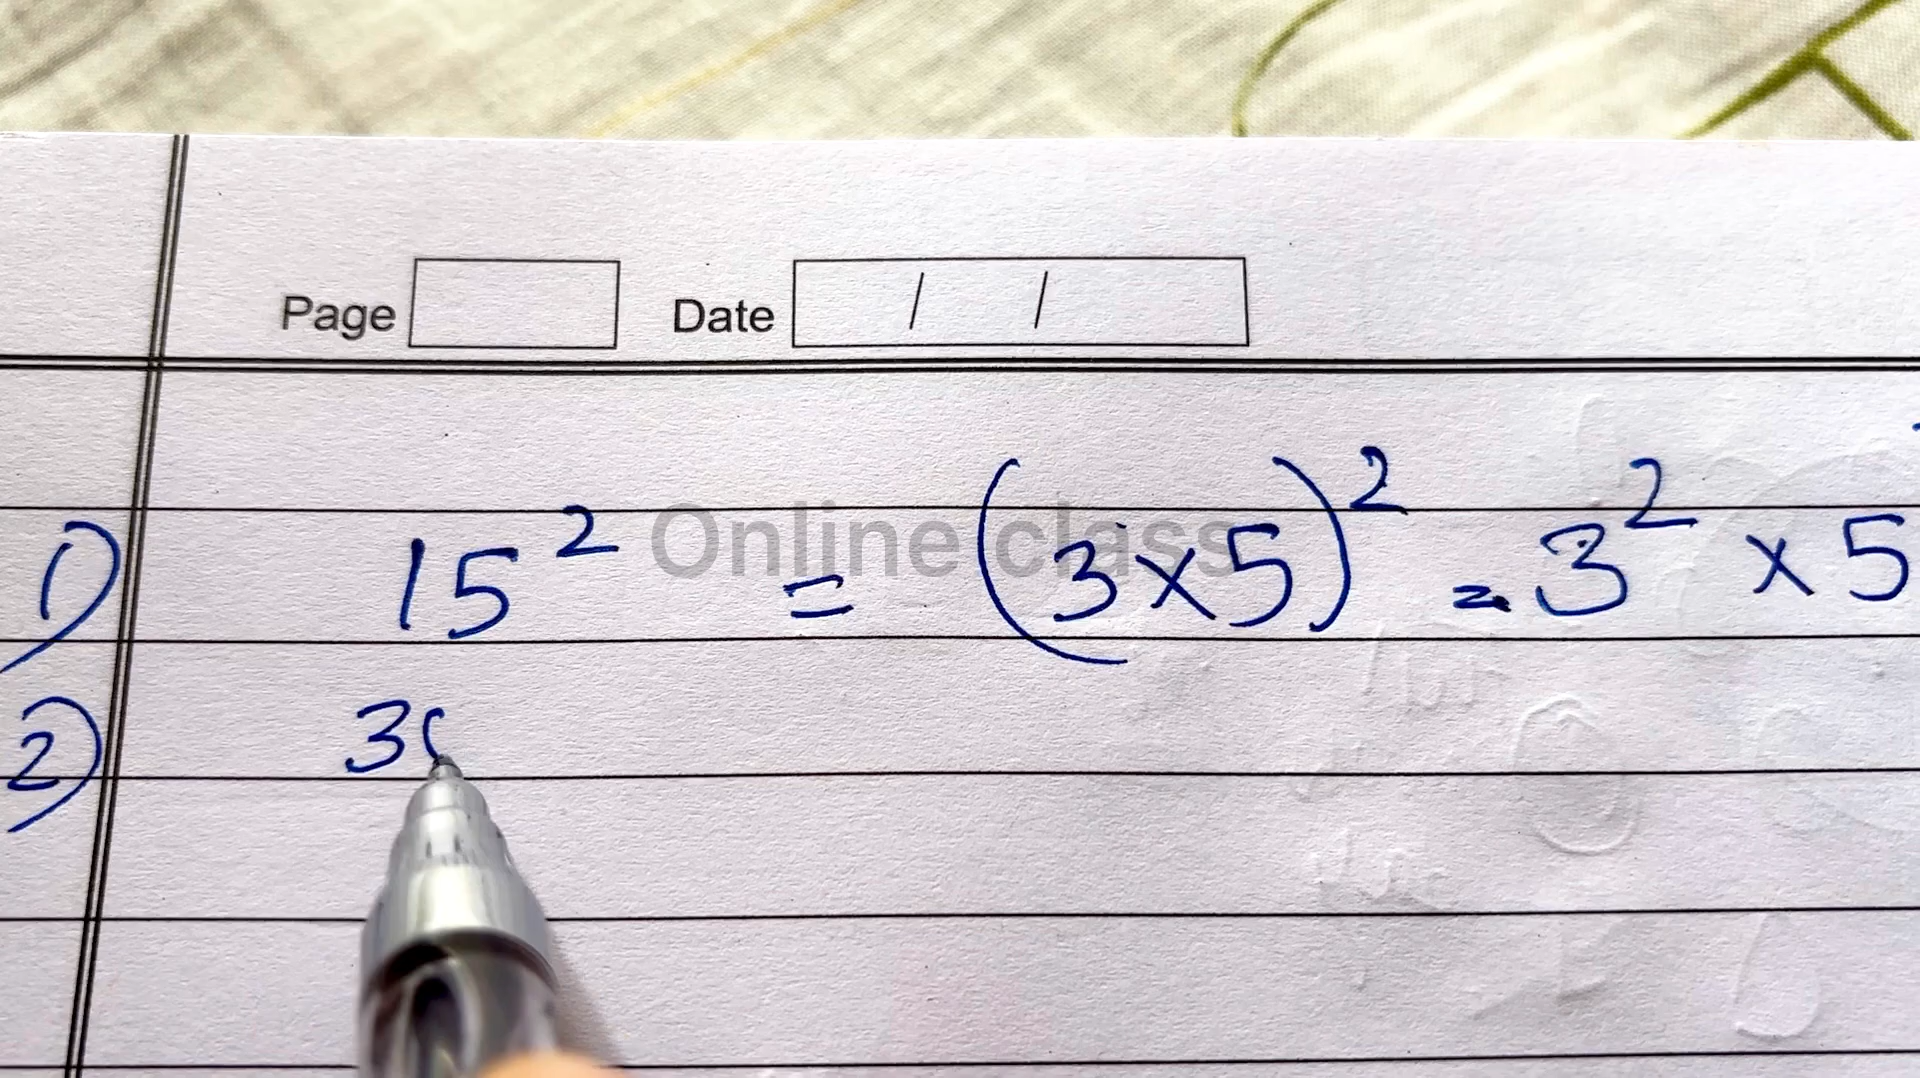 Page Date / /
Online class
1) 15² = (3×5)² = 3² × 5
2) 3